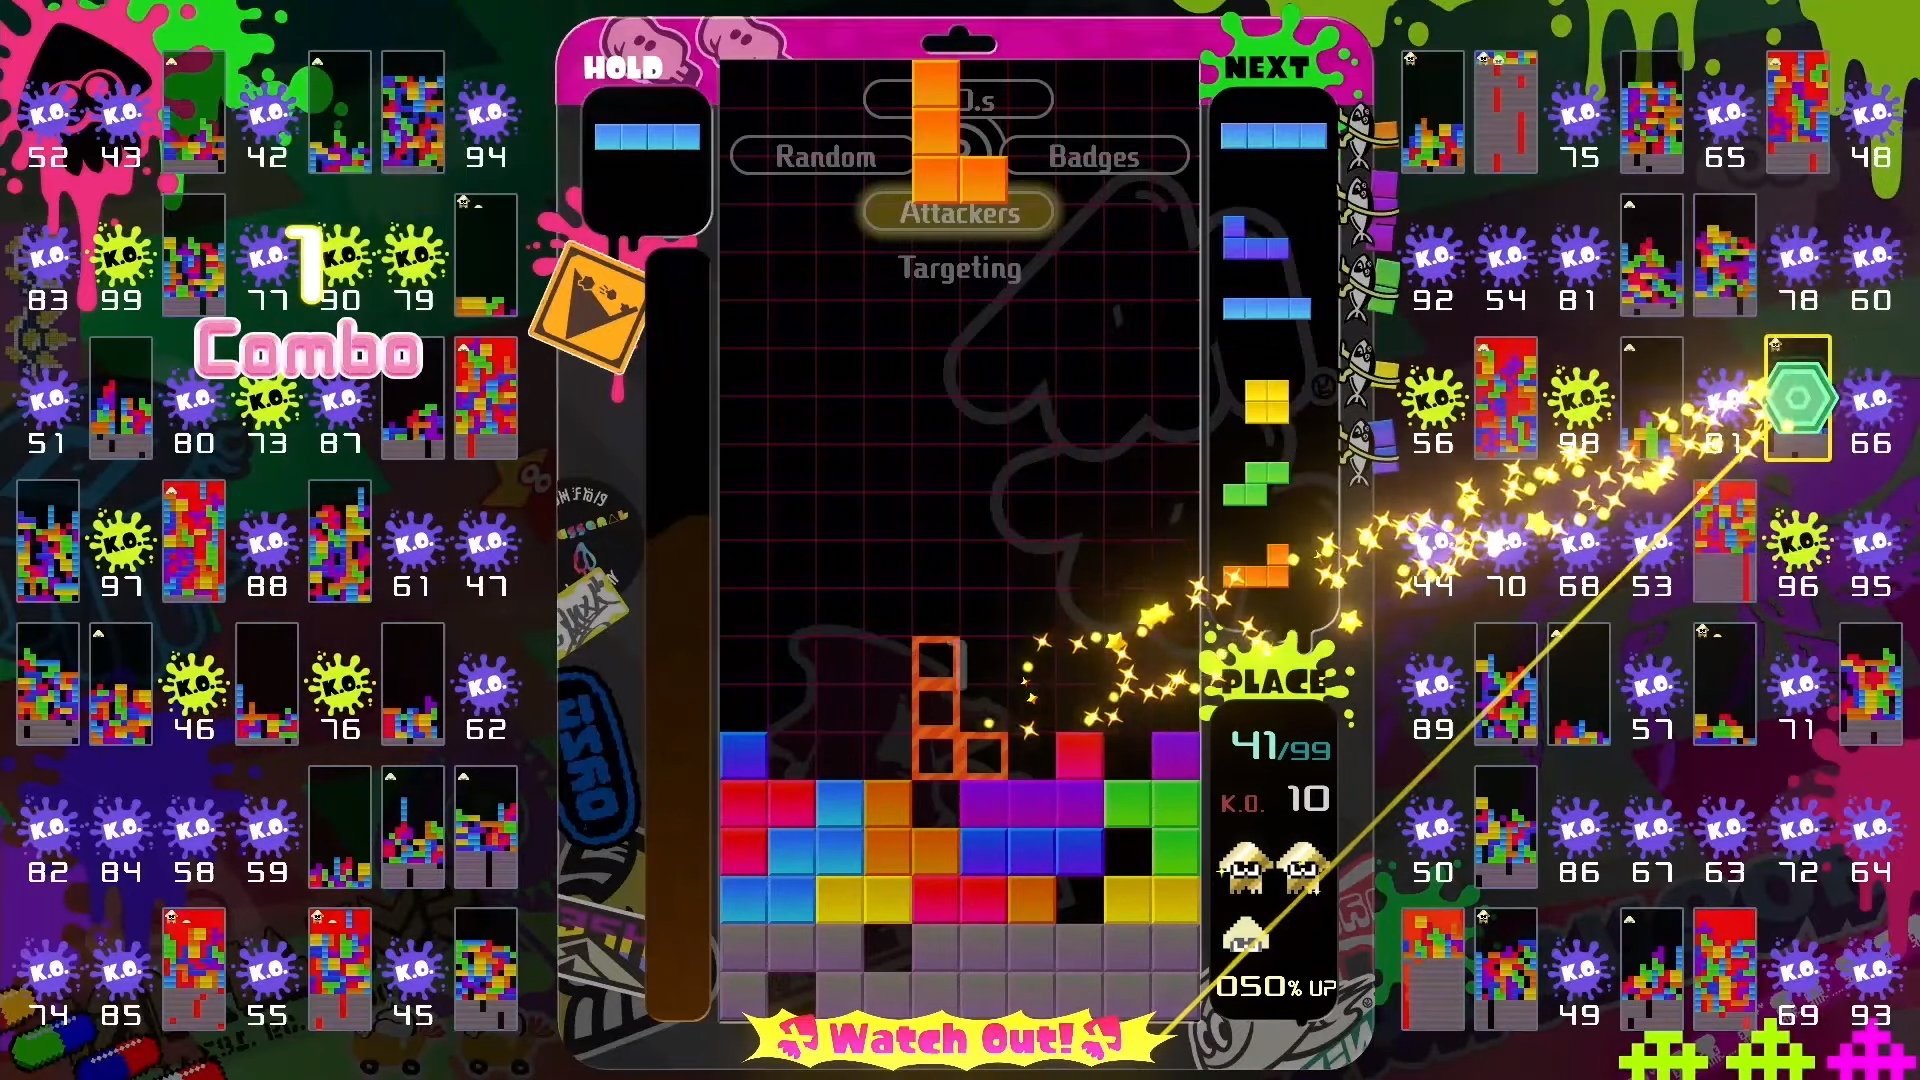 HOLD
NEXT
K.O.s
Random
Badges
Attackers
Targeting
1
Combo
K.O. K.O. K.O. K.O.
52 43 42 94
K.O. K.O. K.O. K.O. K.O.
83 99 77 90 79
K.O. K.O. K.O. K.O.
51 80 73 87
K.O. K.O. K.O. K.O.
97 88 61 47
K.O. K.O. K.O.
46 76 62
K.O. K.O. K.O. K.O.
82 84 58 59
K.O. K.O. K.O. K.O.
74 85 55 45
K.O. K.O. K.O.
75 65 48
K.O. K.O. K.O. K.O. K.O.
92 54 81 78 60
K.O. K.O. K.O. K.O.
56 98 91 66
K.O. K.O. K.O. K.O. K.O. K.O.
44 70 68 53 96 95
K.O. K.O. K.O.
89 57 71
K.O. K.O. K.O. K.O. K.O. K.O.
50 86 67 63 72 64
K.O. K.O. K.O.
49 69 93
PLACE
41/99
K.O. 10
050% UP
Watch Out!